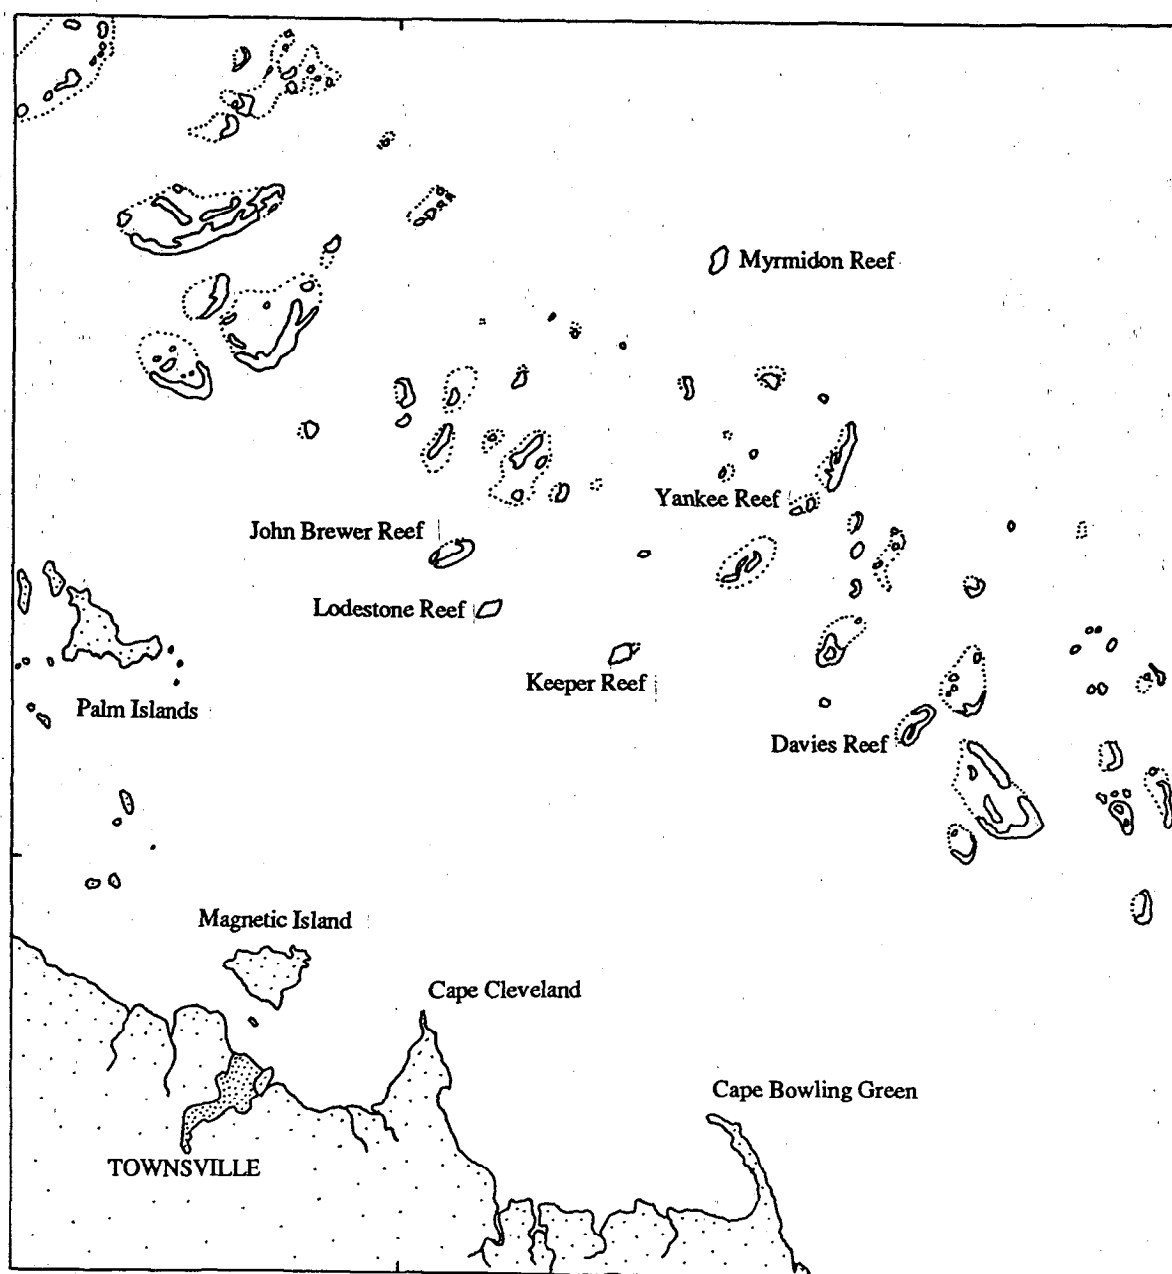 Myrmidon Reef
Yankee Reef
John Brewer Reef
Lodestone Reef
Keeper Reef
Palm Islands
Davies Reef
Magnetic Island
Cape Cleveland
Cape Bowling Green
TOWNSVILLE